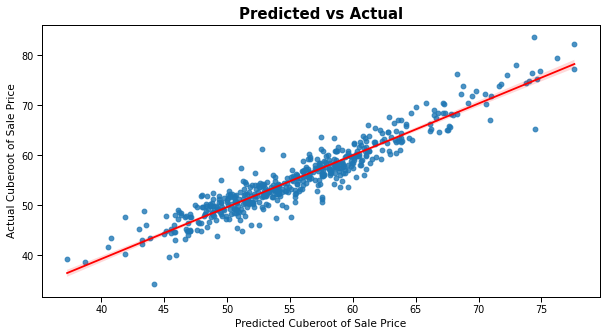 Predicted vs Actual
Actual Cuberoot of Sale Price
80
70
60
50
40
40 45 50 55 60 65 70 75
Predicted Cuberoot of Sale Price